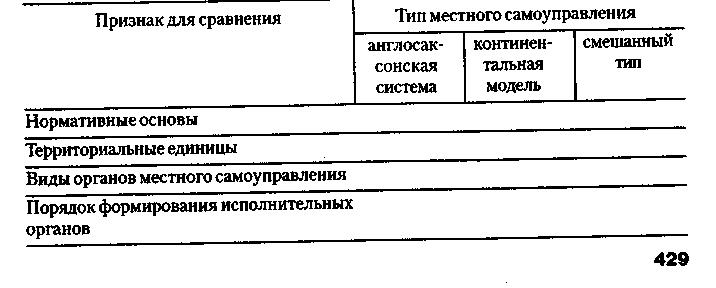 Признак для сравнения
Тип местного самоуправления
англосак-
сонская
система
континен-
тальная
модель
смешанный
тип
Нормативные основы
Территориальные единицы
Виды органов местного самоуправления
Порядок формирования исполнительных
органов
429